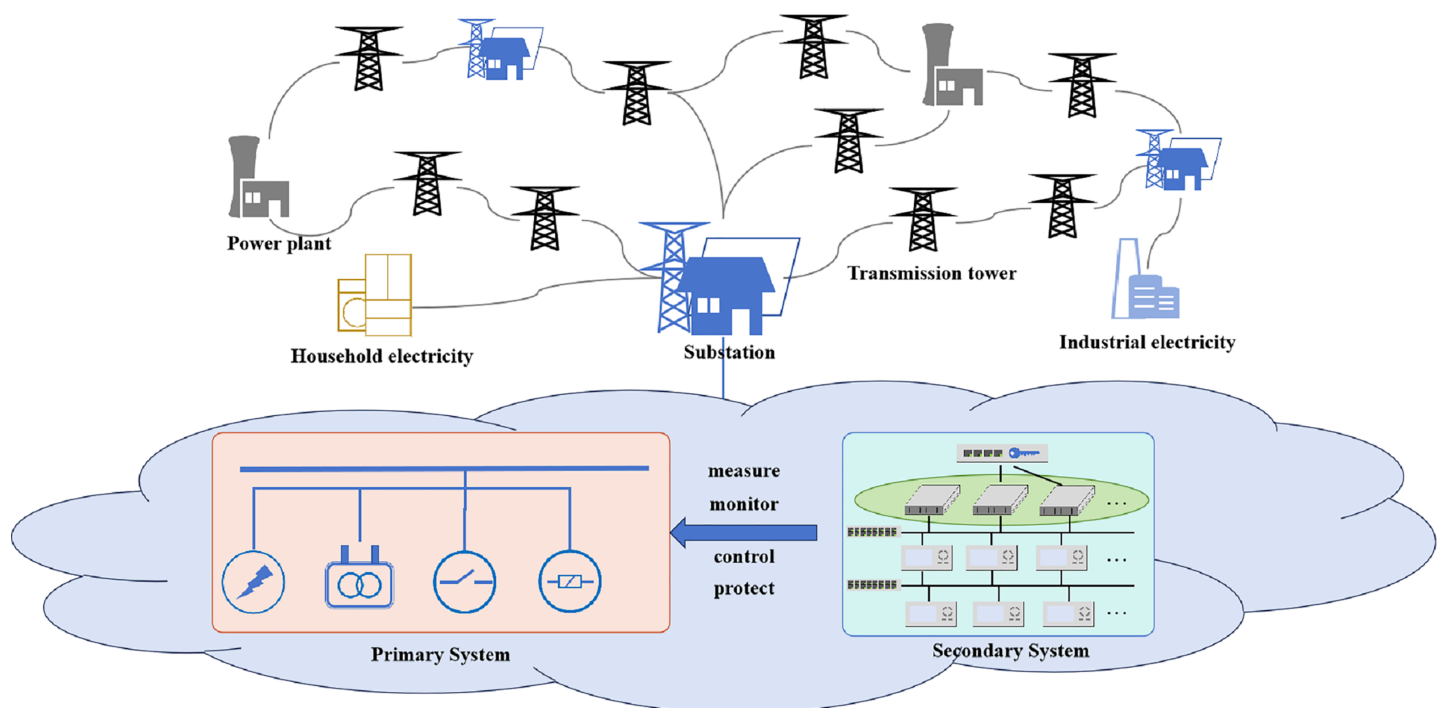 Power plant
Transmission tower
Household electricity
Substation
Industrial electricity
measure
monitor
control
protect
...
...
...
Primary System
Secondary System